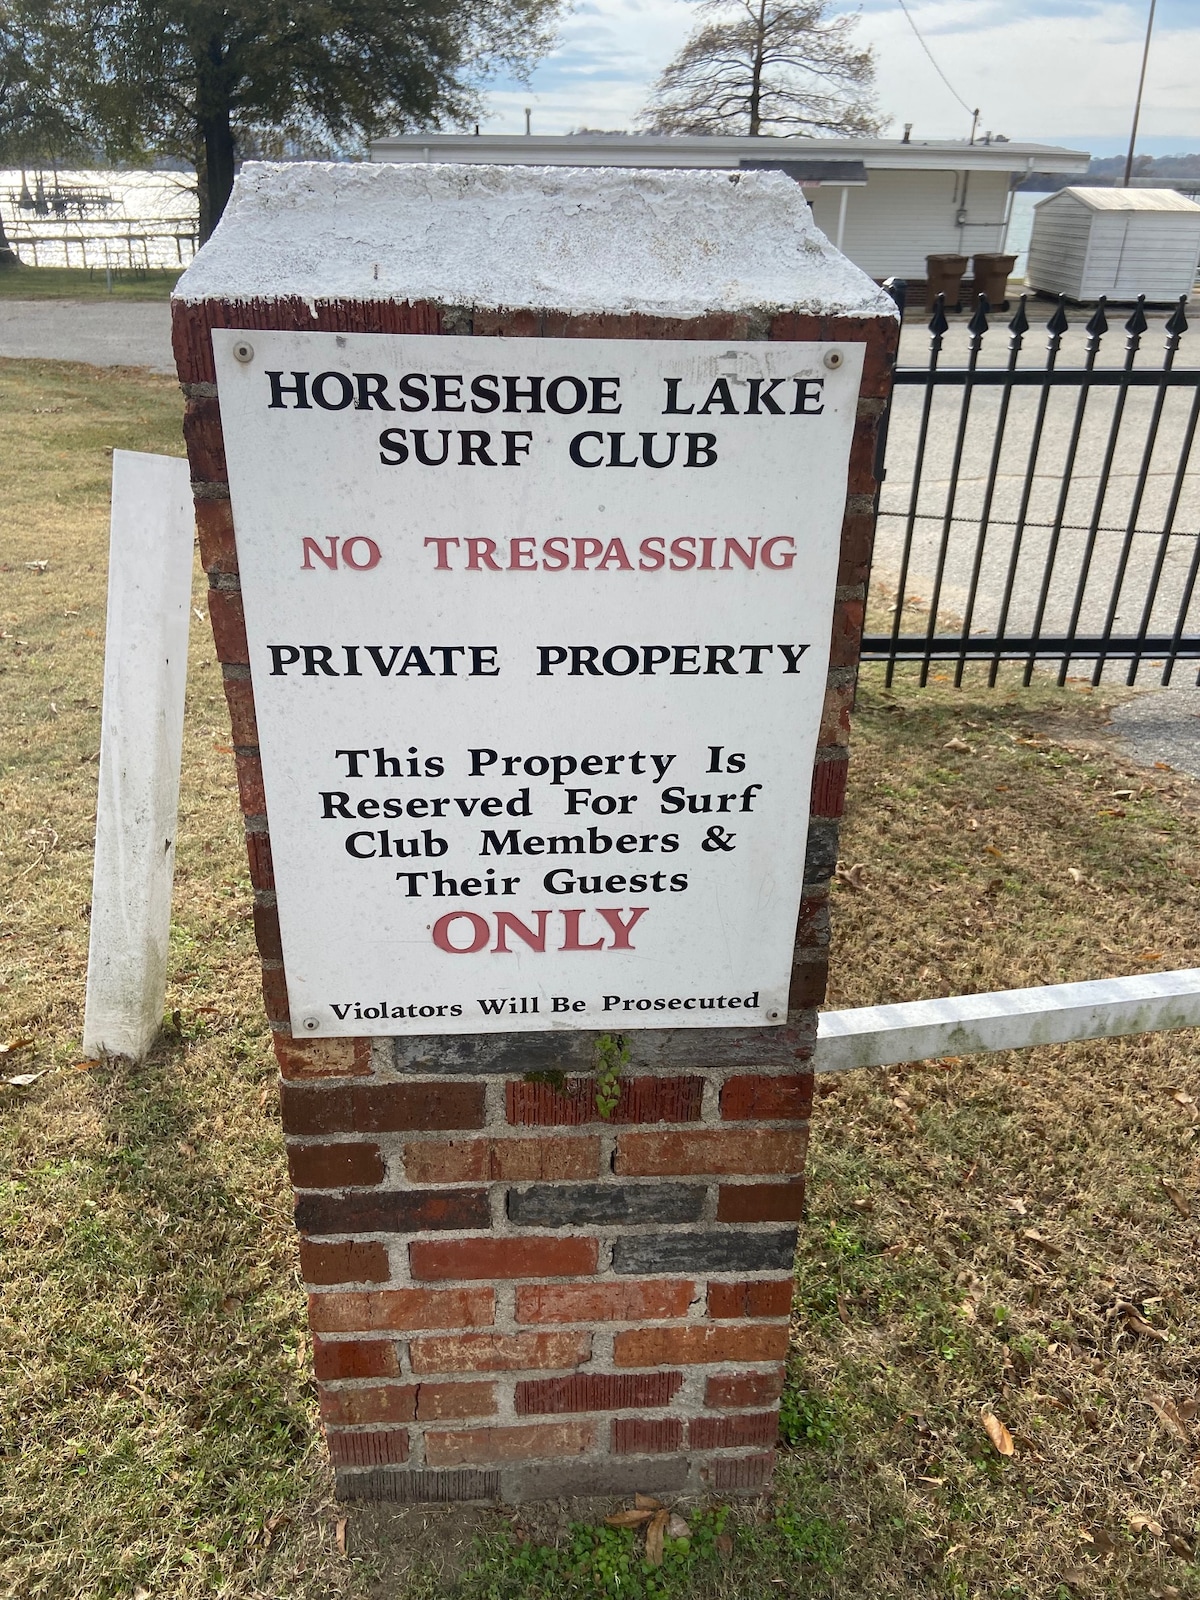 HORSESHOE LAKE
SURF CLUB
NO TRESPASSING
PRIVATE PROPERTY
This Property Is
Reserved For Surf
Club Members &
Their Guests
ONLY
Violators Will Be Prosecuted